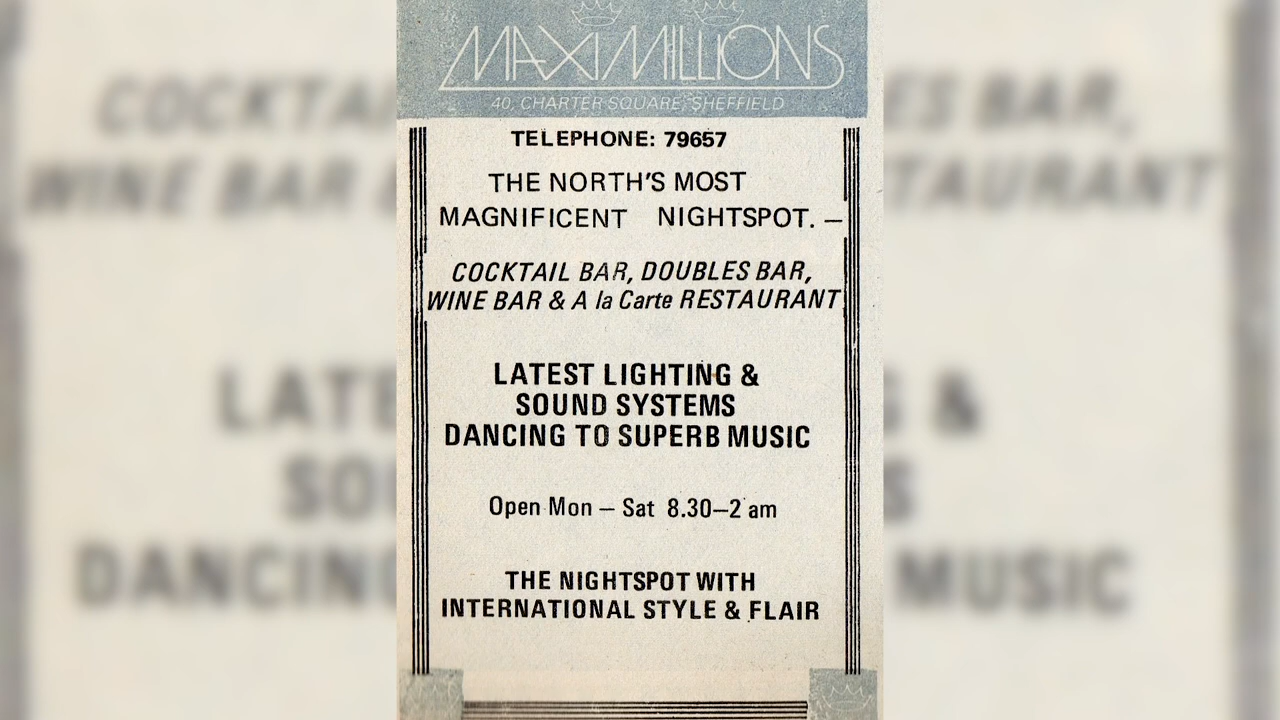 MAXIMILLIONS
40, CHARTER SQUARE, SHEFFIELD
TELEPHONE: 79657
THE NORTH'S MOST
MAGNIFICENT NIGHTSPOT. –
COCKTAIL BAR, DOUBLES BAR,
WINE BAR & A la Carte RESTAURANT
LATEST LIGHTING &
SOUND SYSTEMS
DANCING TO SUPERB MUSIC
Open Mon – Sat 8.30–2 am
THE NIGHTSPOT WITH
INTERNATIONAL STYLE & FLAIR